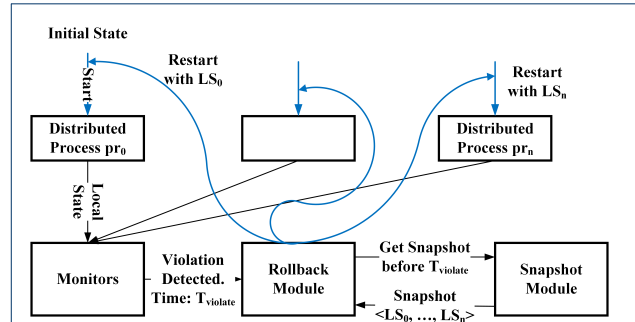 Initial State
Start
Restart
with LS₀
Restart
with LSₙ
Distributed
Process pr₀
Distributed
Process prₙ
Local
State
Monitors
Violation
Detected.
Time: Tᵥᵢₒₗₐₜₑ
Rollback
Module
Get Snapshot
before Tᵥᵢₒₗₐₜₑ
Snapshot
<LS₀, …, LSₙ>
Snapshot
Module